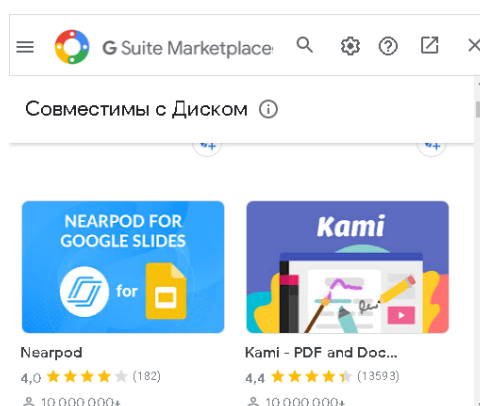 G Suite Marketplace
Совместимы с Диском
NEARPOD FOR
GOOGLE SLIDES
for
Kami
Nearpod
Kami - PDF and Doc...
4,0 (182)
4,4 (13593)
10 000 000+
10 000 000+